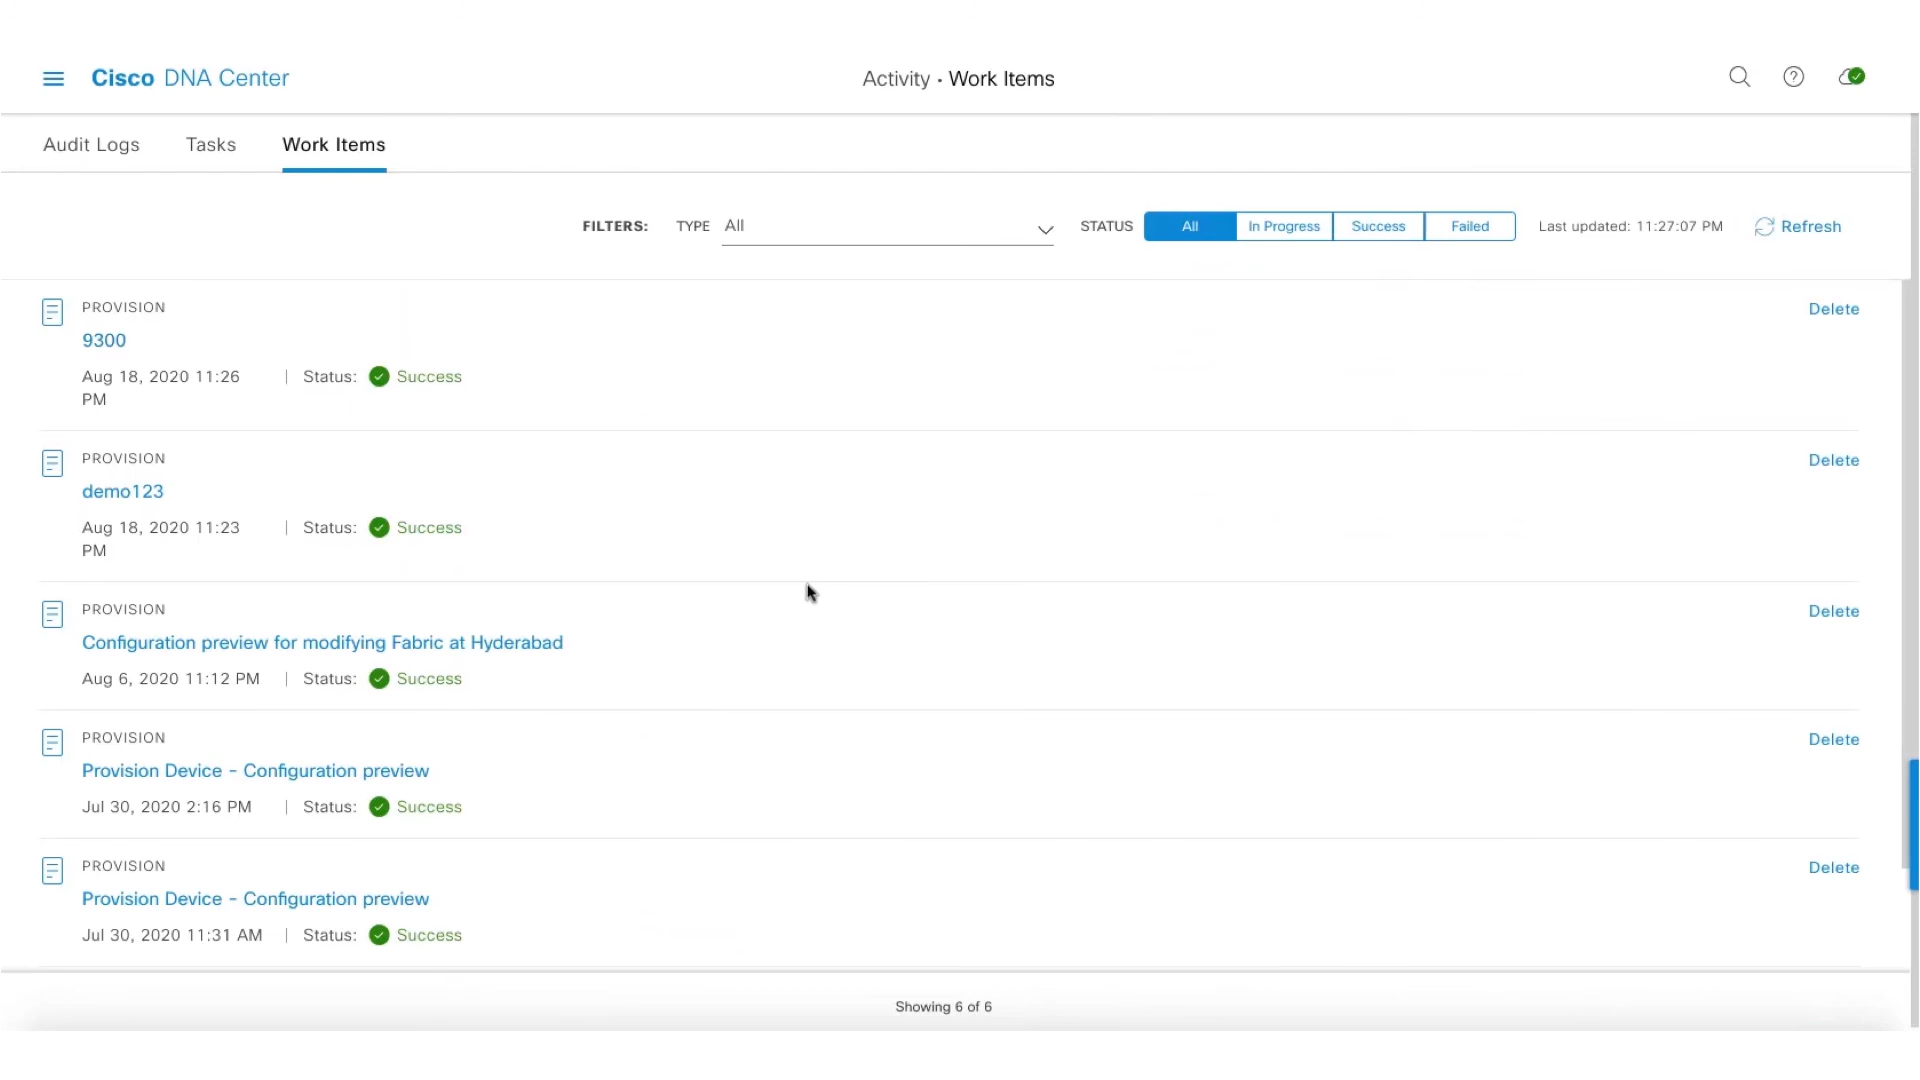 Cisco DNA Center
Activity • Work Items
Audit Logs Tasks Work Items
FILTERS: TYPE All STATUS All In Progress Success Failed Last updated: 11:27:07 PM Refresh
PROVISION
Delete
9300
Aug 18, 2020 11:26 PM | Status: Success
PROVISION
Delete
demo123
Aug 18, 2020 11:23 PM | Status: Success
PROVISION
Delete
Configuration preview for modifying Fabric at Hyderabad
Aug 6, 2020 11:12 PM | Status: Success
PROVISION
Delete
Provision Device - Configuration preview
Jul 30, 2020 2:16 PM | Status: Success
PROVISION
Delete
Provision Device - Configuration preview
Jul 30, 2020 11:31 AM | Status: Success
Showing 6 of 6